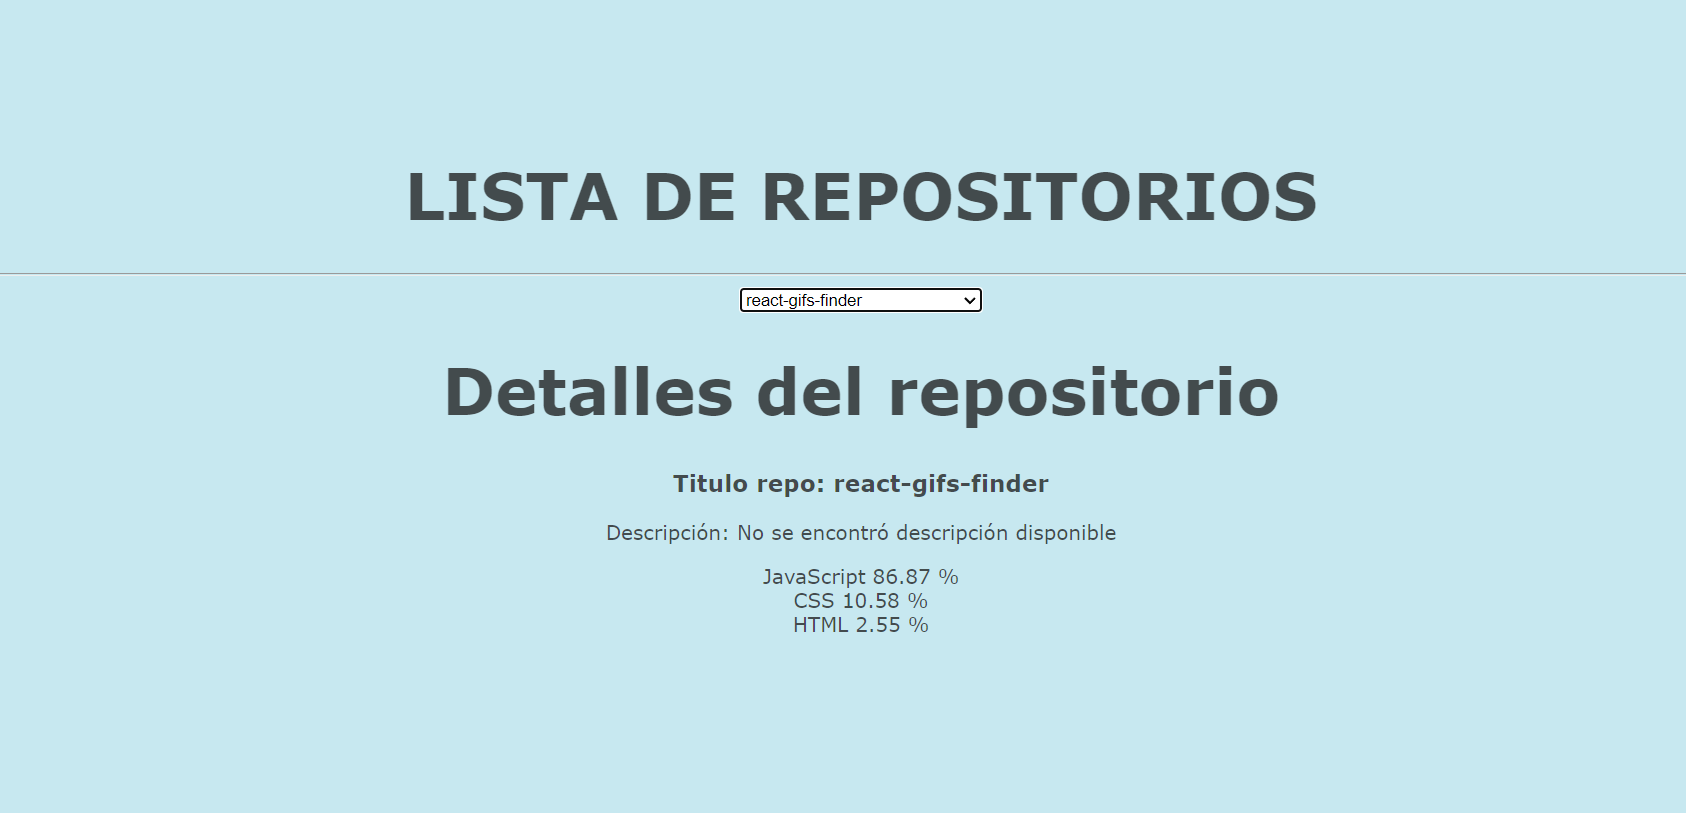 LISTA DE REPOSITORIOS
react-gifs-finder
Detalles del repositorio
Titulo repo: react-gifs-finder
Descripción: No se encontró descripción disponible
JavaScript 86.87 %
CSS 10.58 %
HTML 2.55 %